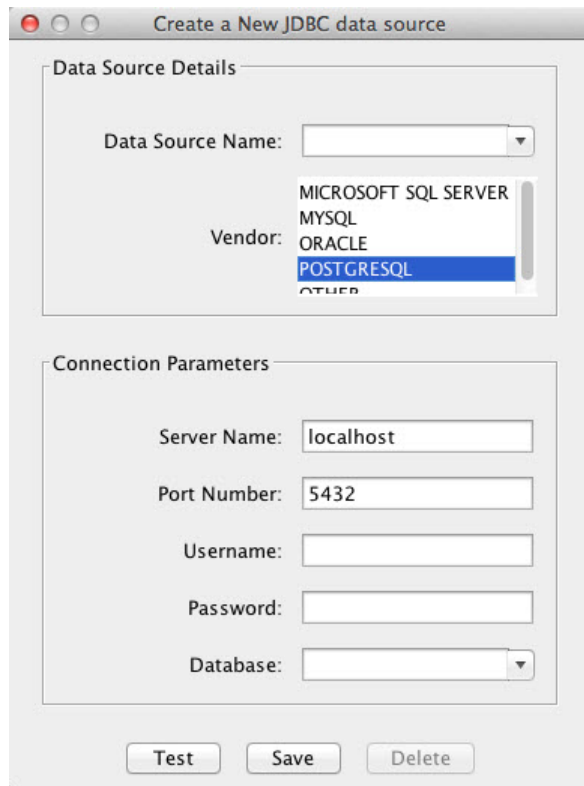 Create a New JDBC data source
Data Source Details
Data Source Name:
Vendor:
MICROSOFT SQL SERVER
MYSQL
ORACLE
POSTGRESQL
OTHER
Connection Parameters
Server Name: localhost
Port Number: 5432
Username:
Password:
Database:
Test Save Delete